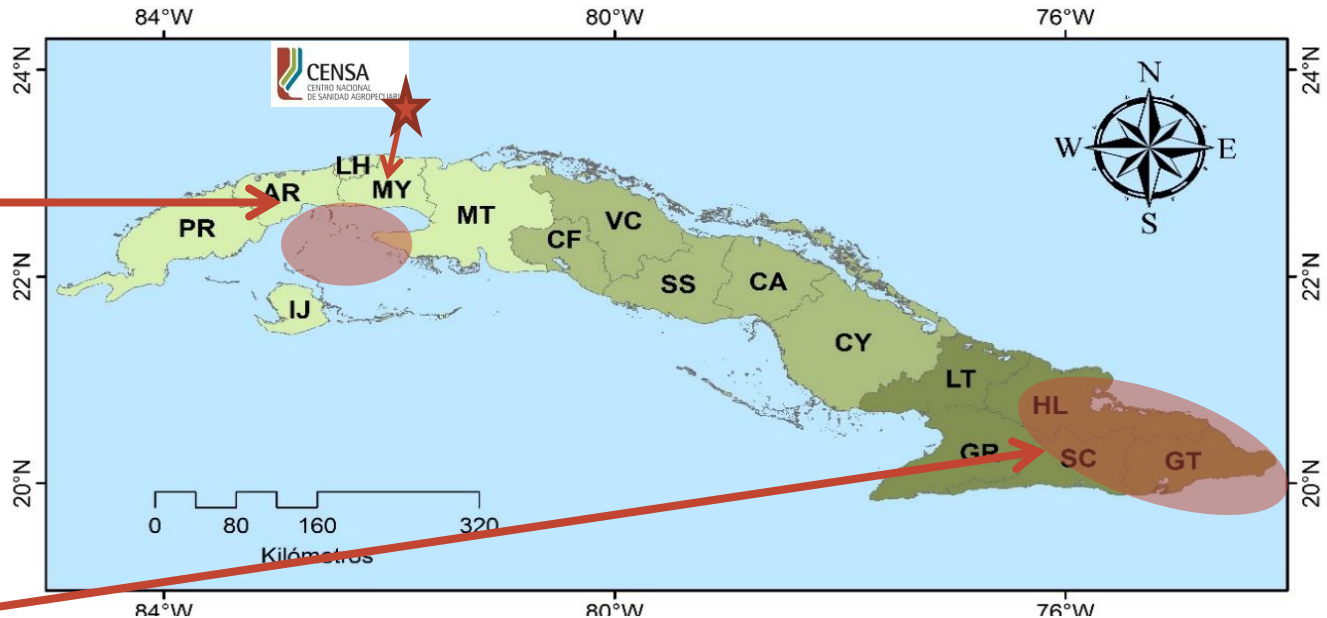 84°W 80°W 76°W
24°N 24°N
CENSA
CENTRO NACIONAL
DE SANIDAD AGROPECUARIA
N
W E
S
LH
AR MY
PR MT
VC
CF
22°N 22°N
SS CA
IJ
CY
LT
HL
GR SC GT
20°N 20°N
0 80 160 320
Kilómetros
84°W 80°W 76°W